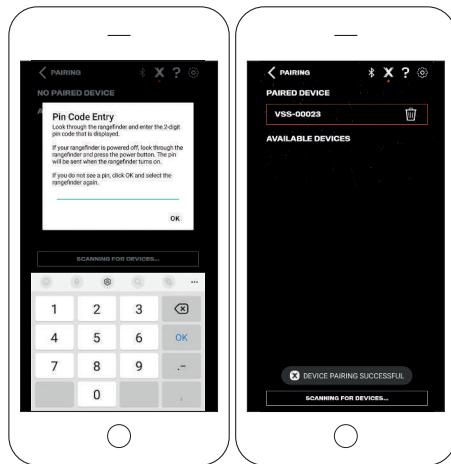 PAIRING
X ?
NO PAIRED DEVICE
A
Pin Code Entry
Look through the rangefinder and enter the 2-digit
pin code that is displayed.
If your rangefinder is powered off, look through the
rangefinder and press the power button. The pin
will be sent when the rangefinder turns on.
If you do not see a pin, click OK and select the
rangefinder again.
OK
SCANNING FOR DEVICES...
1 2 3
4 5 6 OK
7 8 9 .-
0 ,
PAIRING
X ?
PAIRED DEVICE
VSS-00023
AVAILABLE DEVICES
X DEVICE PAIRING SUCCESSFUL
SCANNING FOR DEVICES...